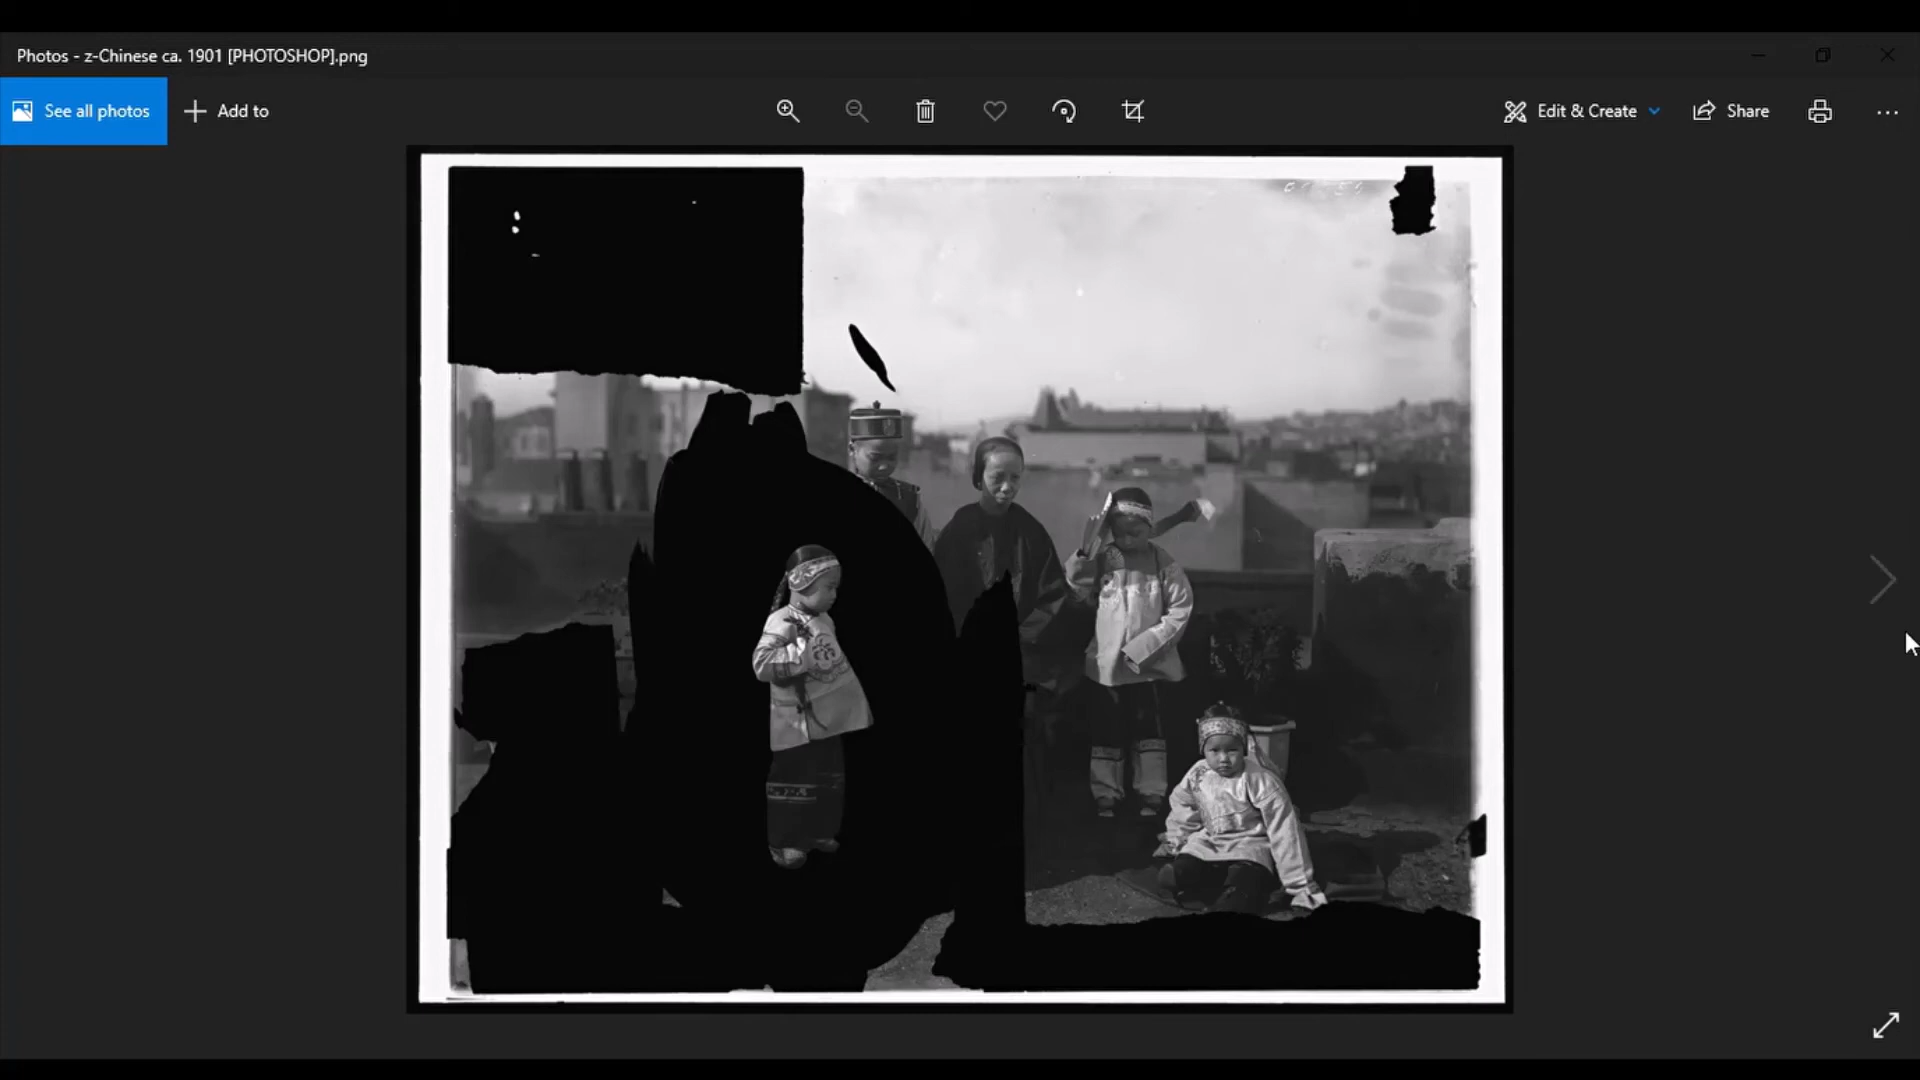 Photos - z-Chinese ca. 1901 [PHOTOSHOP].png
See all photos
Add to
Edit & Create
Share